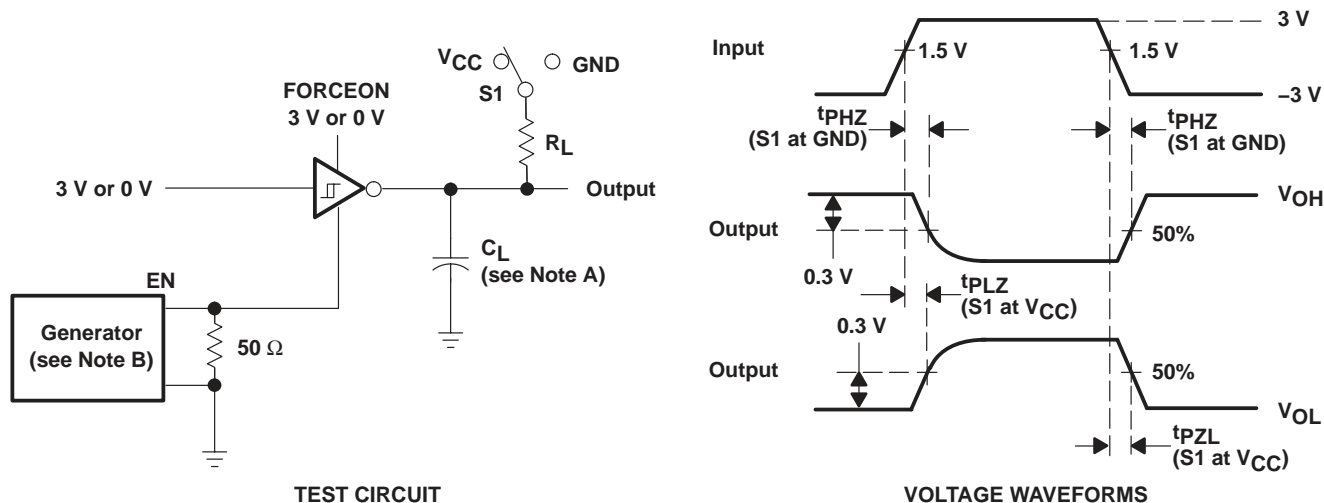 VCC
GND
S1
FORCEON
3 V or 0 V
RL
3 V or 0 V
Output
CL
(see Note A)
EN
Generator
(see Note B)
50 Ω
TEST CIRCUIT
Input
1.5 V
1.5 V
3 V
–3 V
tPHZ
(S1 at GND)
tPHZ
(S1 at GND)
Output
VOH
50%
0.3 V
tPLZ
(S1 at VCC)
0.3 V
Output
50%
VOL
tPZL
(S1 at VCC)
VOLTAGE WAVEFORMS